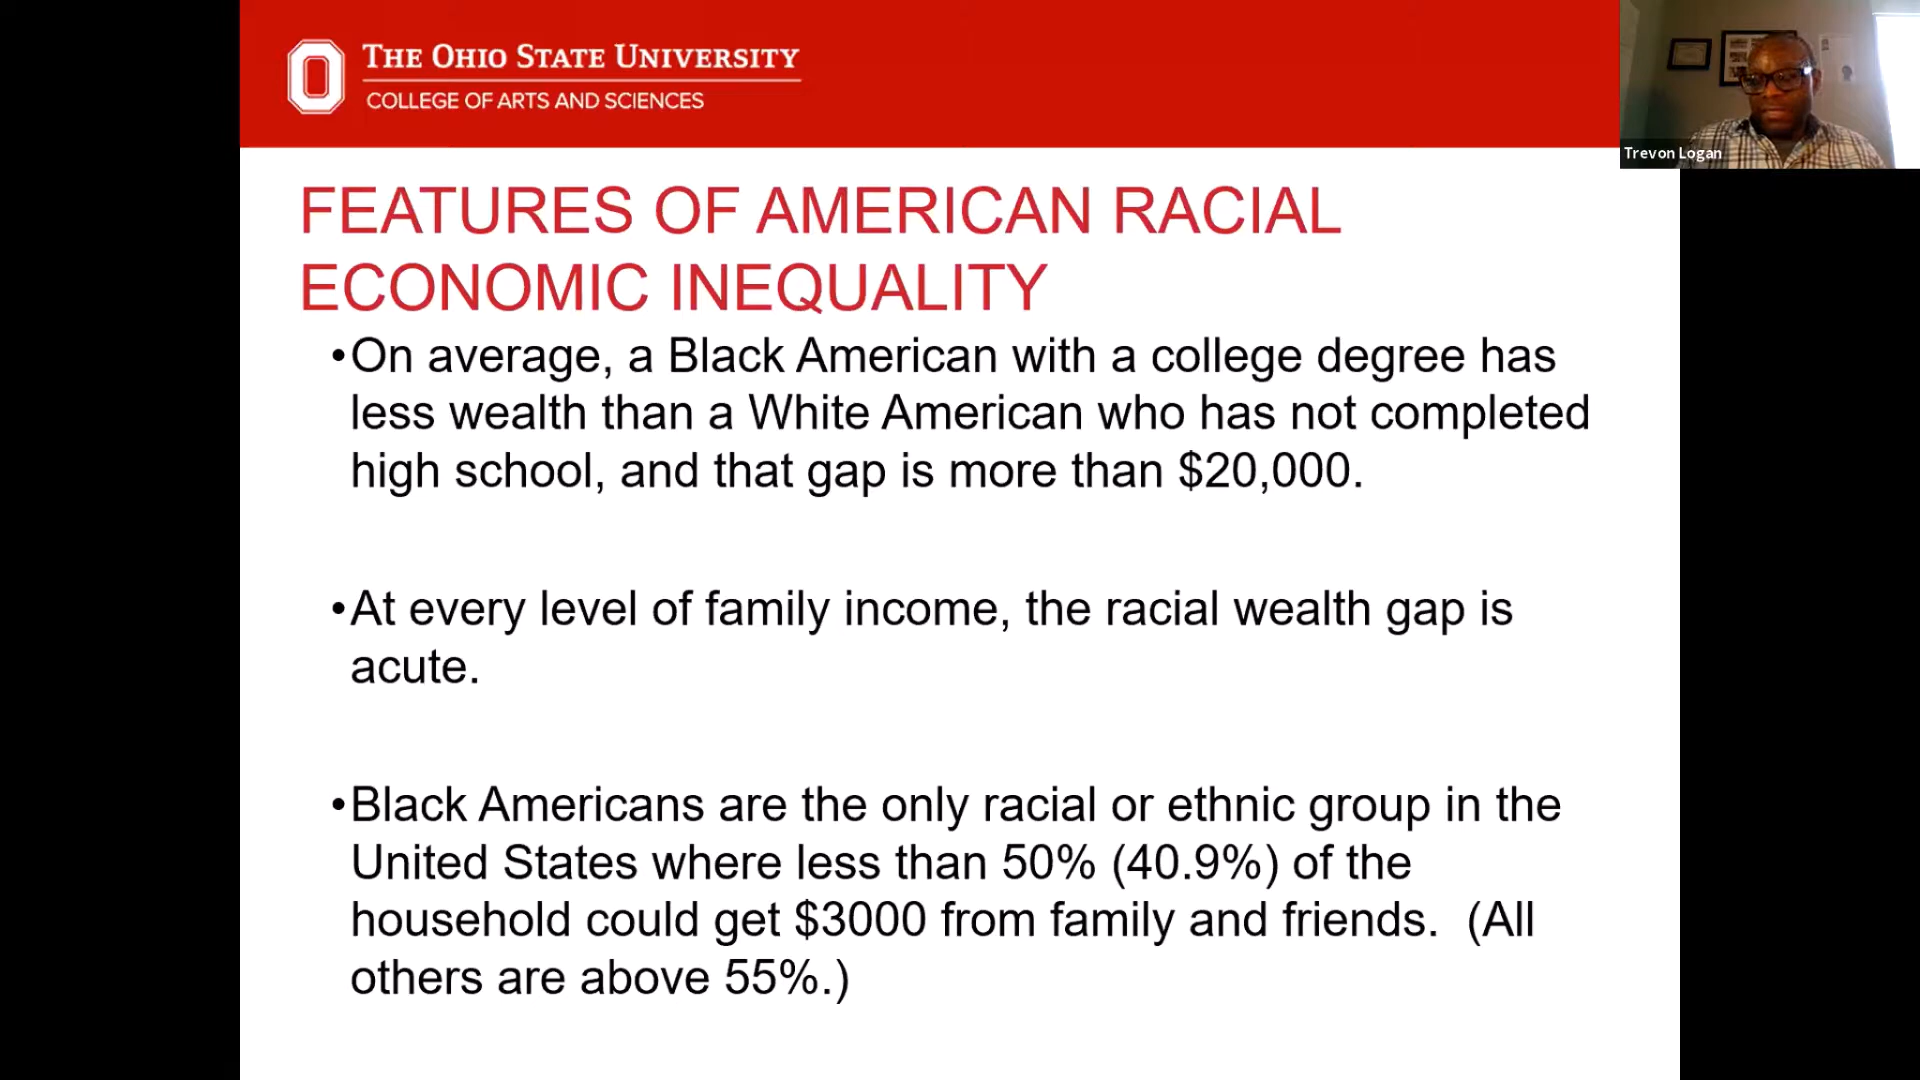 THE OHIO STATE UNIVERSITY
COLLEGE OF ARTS AND SCIENCES
Trevon Logan
FEATURES OF AMERICAN RACIAL
ECONOMIC INEQUALITY
•On average, a Black American with a college degree has
less wealth than a White American who has not completed
high school, and that gap is more than $20,000.
•At every level of family income, the racial wealth gap is
acute.
•Black Americans are the only racial or ethnic group in the
United States where less than 50% (40.9%) of the
household could get $3000 from family and friends.  (All
others are above 55%.)